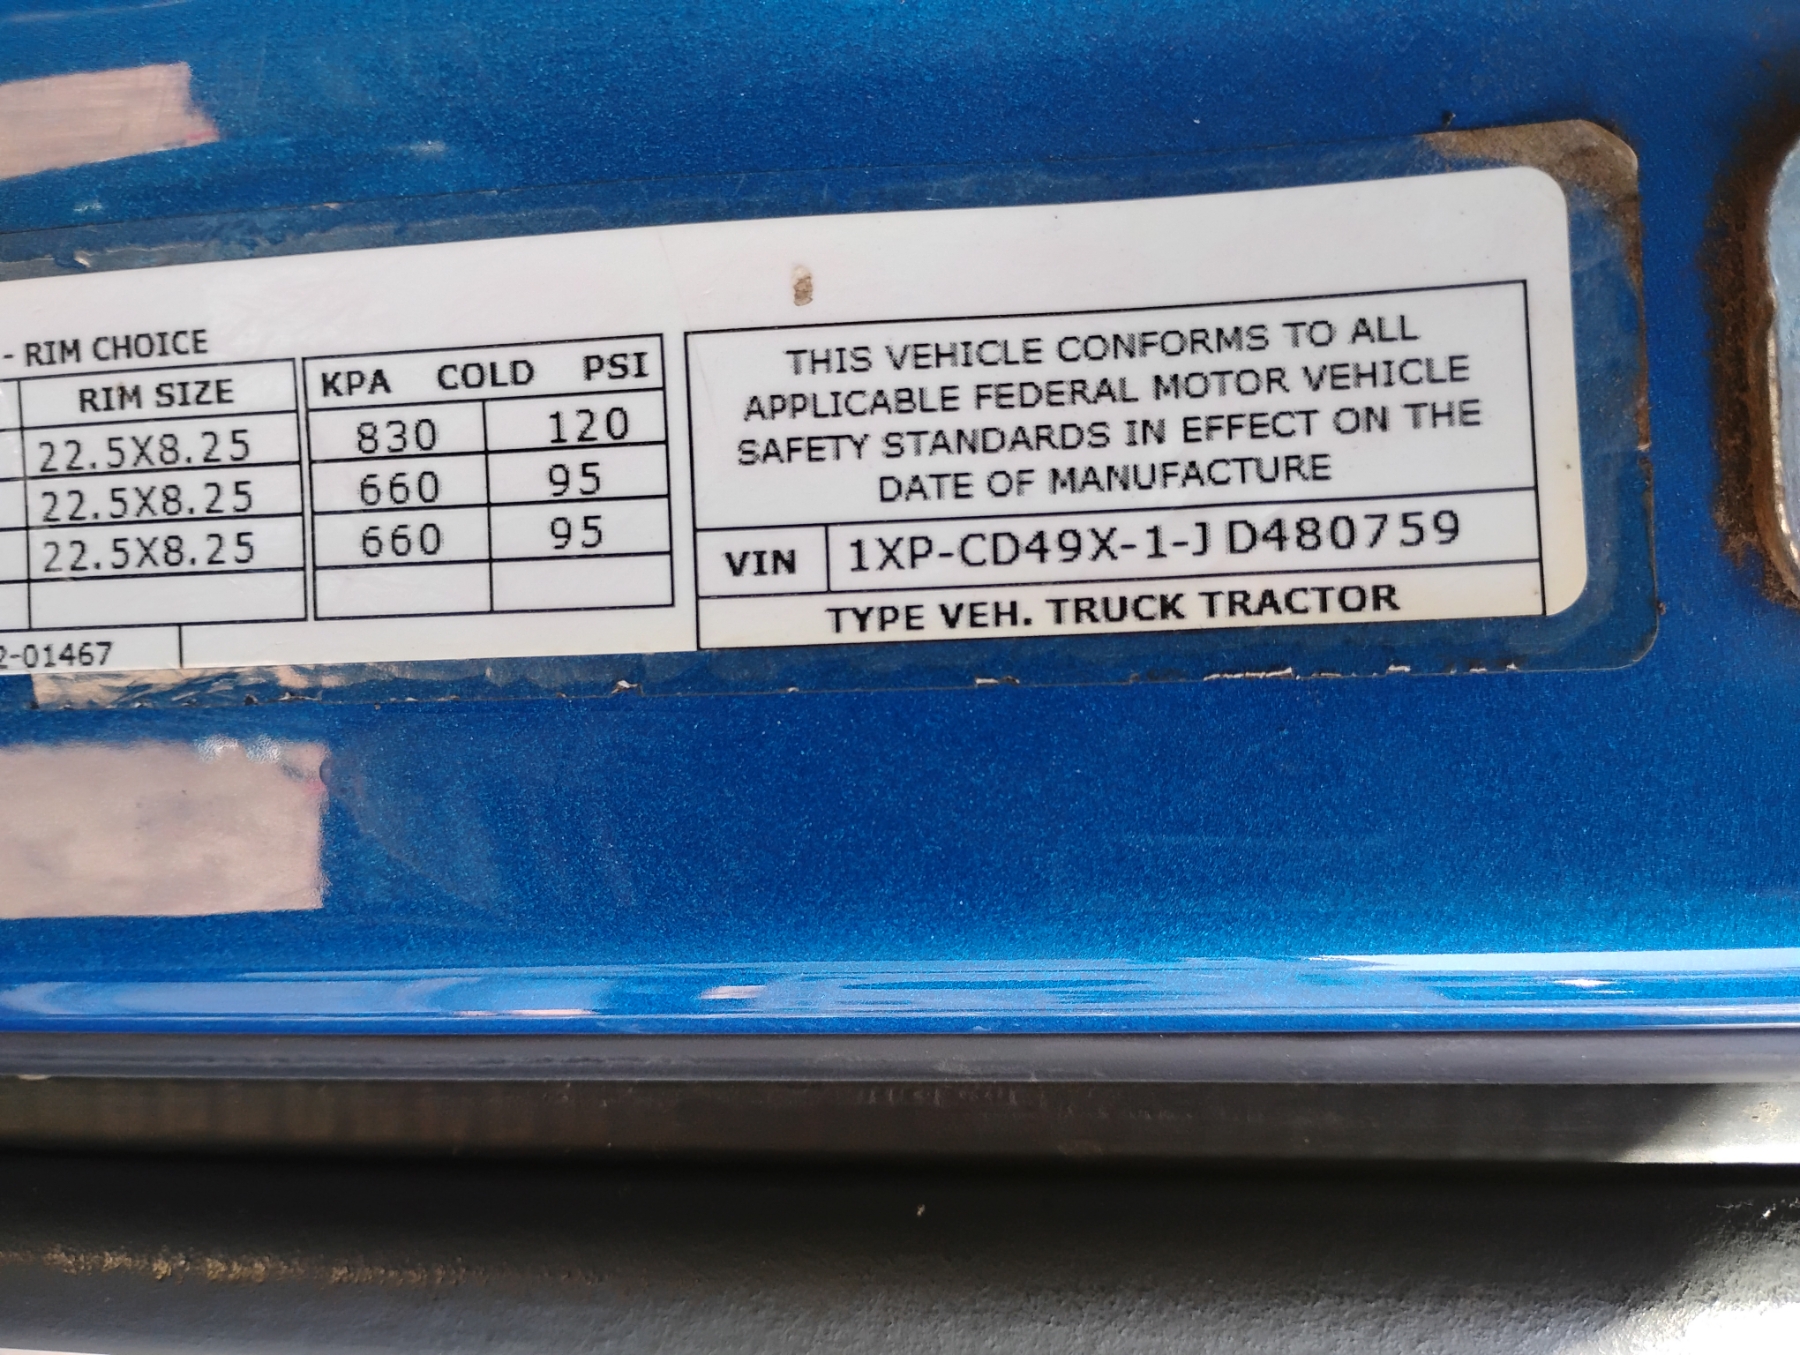 - RIM CHOICE
RIM SIZE
22.5X8.25
22.5X8.25
22.5X8.25
KPA COLD PSI
830 120
660 95
660 95
2-01467
THIS VEHICLE CONFORMS TO ALL
APPLICABLE FEDERAL MOTOR VEHICLE
SAFETY STANDARDS IN EFFECT ON THE
DATE OF MANUFACTURE
VIN 1XP-CD49X-1-JD480759
TYPE VEH. TRUCK TRACTOR